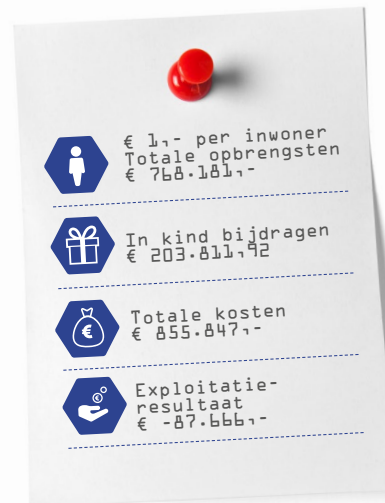 € 1,- per inwoner
Totale opbrengsten
€ 768.181,-
In kind bijdragen
€ 203.811,92
Totale kosten
€ 855.847,-
€
Exploitatie-
resultaat
€ -87.666,-
€